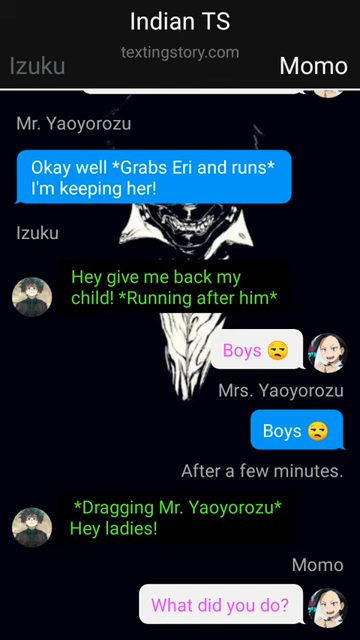 Indian TS
textingstory.com
Izuku
Momo
Mr. Yaoyorozu
Okay well *Grabs Eri and runs*
I'm keeping her!
Izuku
Hey give me back my
child! *Running after him*
Boys 😒
Mrs. Yaoyorozu
Boys 😒
After a few minutes.
*Dragging Mr. Yaoyorozu*
Hey ladies!
Momo
What did you do?